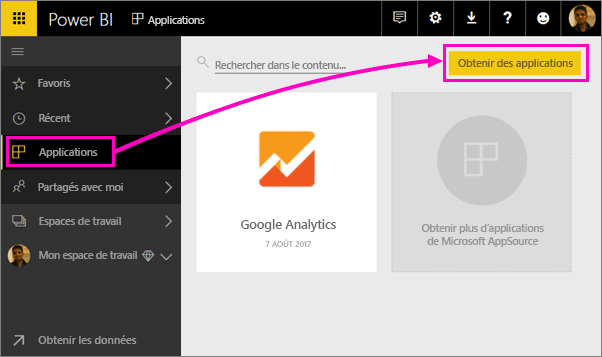 Power BI Applications
Rechercher dans le contenu...
Obtenir des applications
Favoris
Récent
Applications
Partagés avec moi
Espaces de travail
Mon espace de travail
Obtenir les données
Google Analytics
7 AOÛT 2017
Obtenir plus d'applications
de Microsoft AppSource